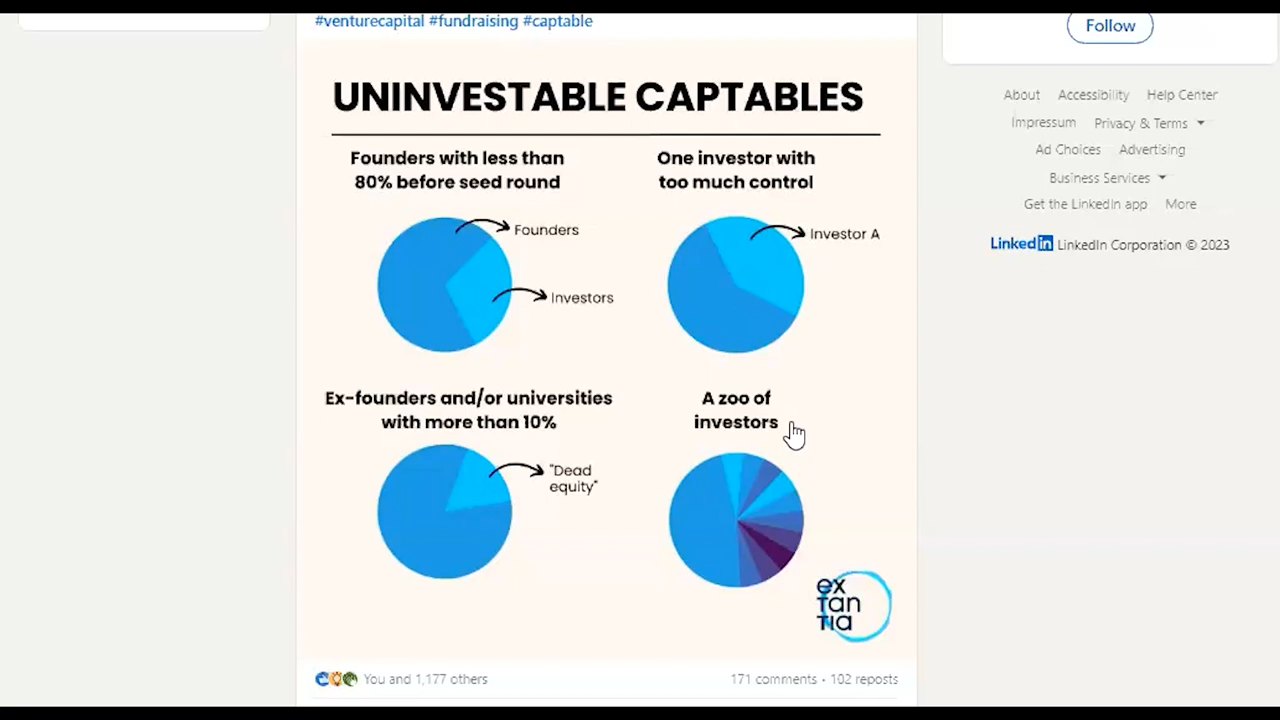 #venturecapital #fundraising #captable
UNINVESTABLE CAPTABLES
Founders with less than
80% before seed round
Founders
Investors
One investor with
too much control
Investor A
Ex-founders and/or universities
with more than 10%
"Dead
equity"
A zoo of
investors
ex
fan
TIa
You and 1,177 others
171 comments • 102 reposts
Follow
About Accessibility Help Center
Impressum Privacy & Terms
Ad Choices Advertising
Business Services
Get the LinkedIn app More
LinkedIn LinkedIn Corporation © 2023